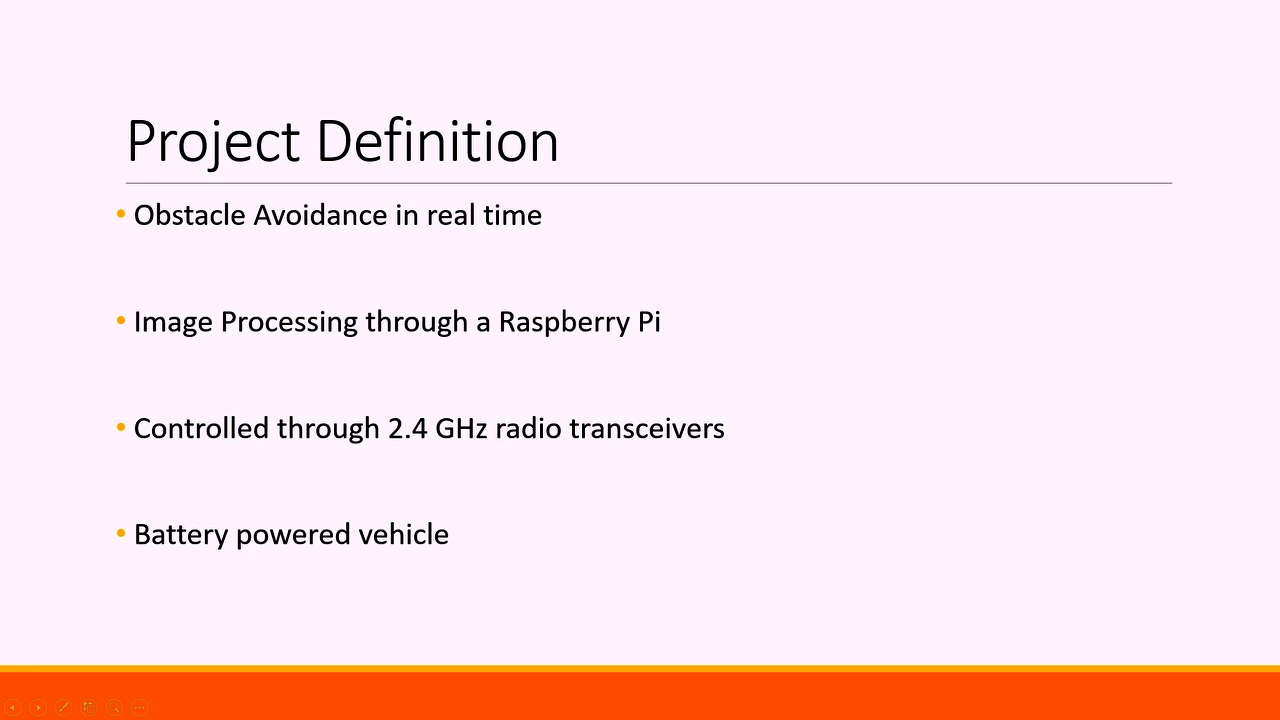 Project Definition
• Obstacle Avoidance in real time
• Image Processing through a Raspberry Pi
• Controlled through 2.4 GHz radio transceivers
• Battery powered vehicle